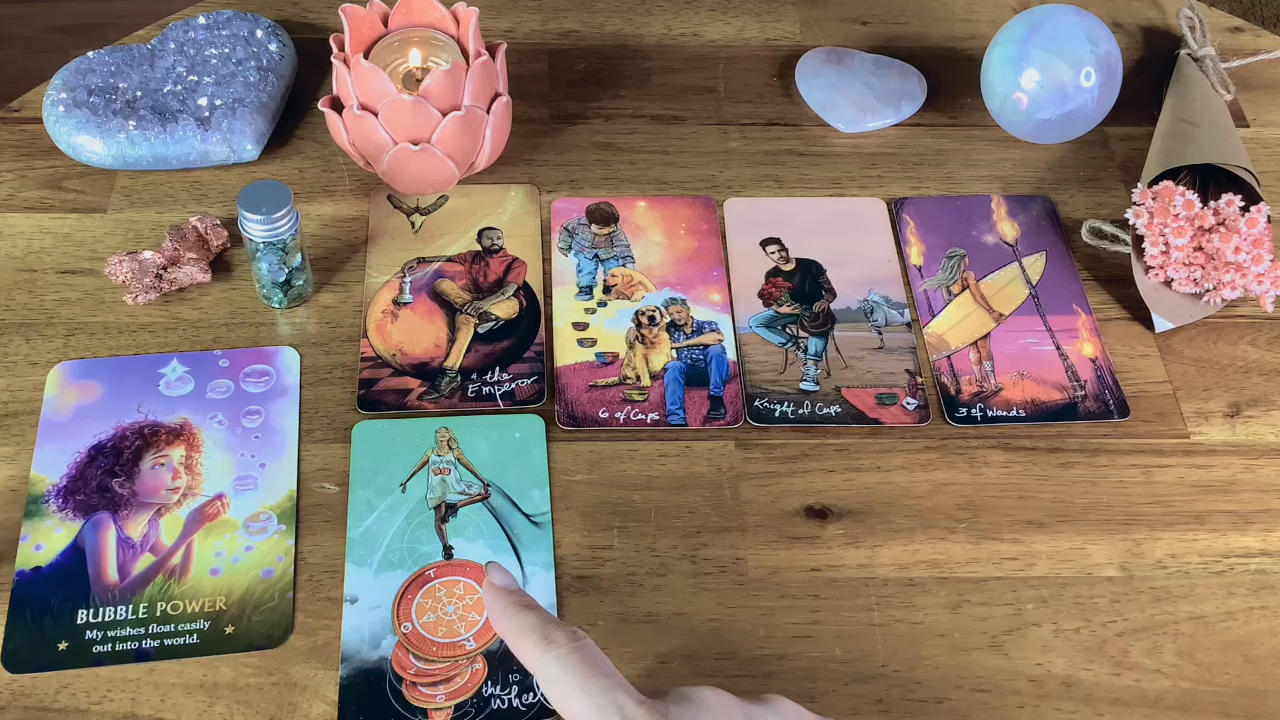 4. the
Emperor
6 of Cups
Knight of Cups
3 of Wands
6
BUBBLE POWER
My wishes float easily
out into the world.
T
O
R
10.
the
Wheel